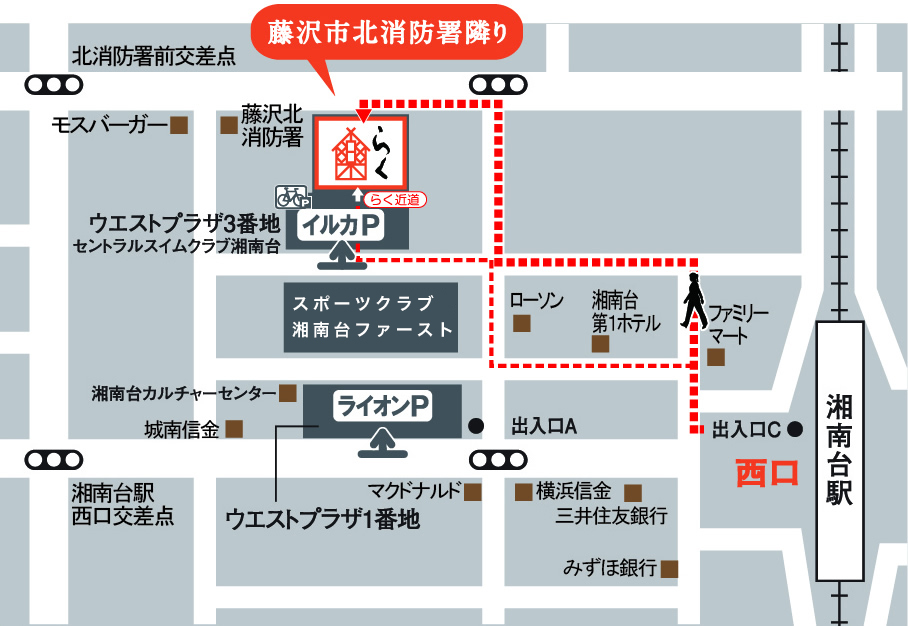 藤沢市北消防署隣り
北消防署前交差点
モスバーガー
藤沢北
消防署
らく
らく近道
P
ウエストプラザ3番地
セントラルスイムクラブ湘南台
イルカP
スポーツクラブ
湘南台ファースト
ローソン
湘南台
第1ホテル
ファミリー
マート
湘南台カルチャーセンター
城南信金
ライオンP
出入口A
出入口C
西口
湘南台駅
湘南台駅
西口交差点
ウエストプラザ1番地
マクドナルド
横浜信金
三井住友銀行
みずほ銀行